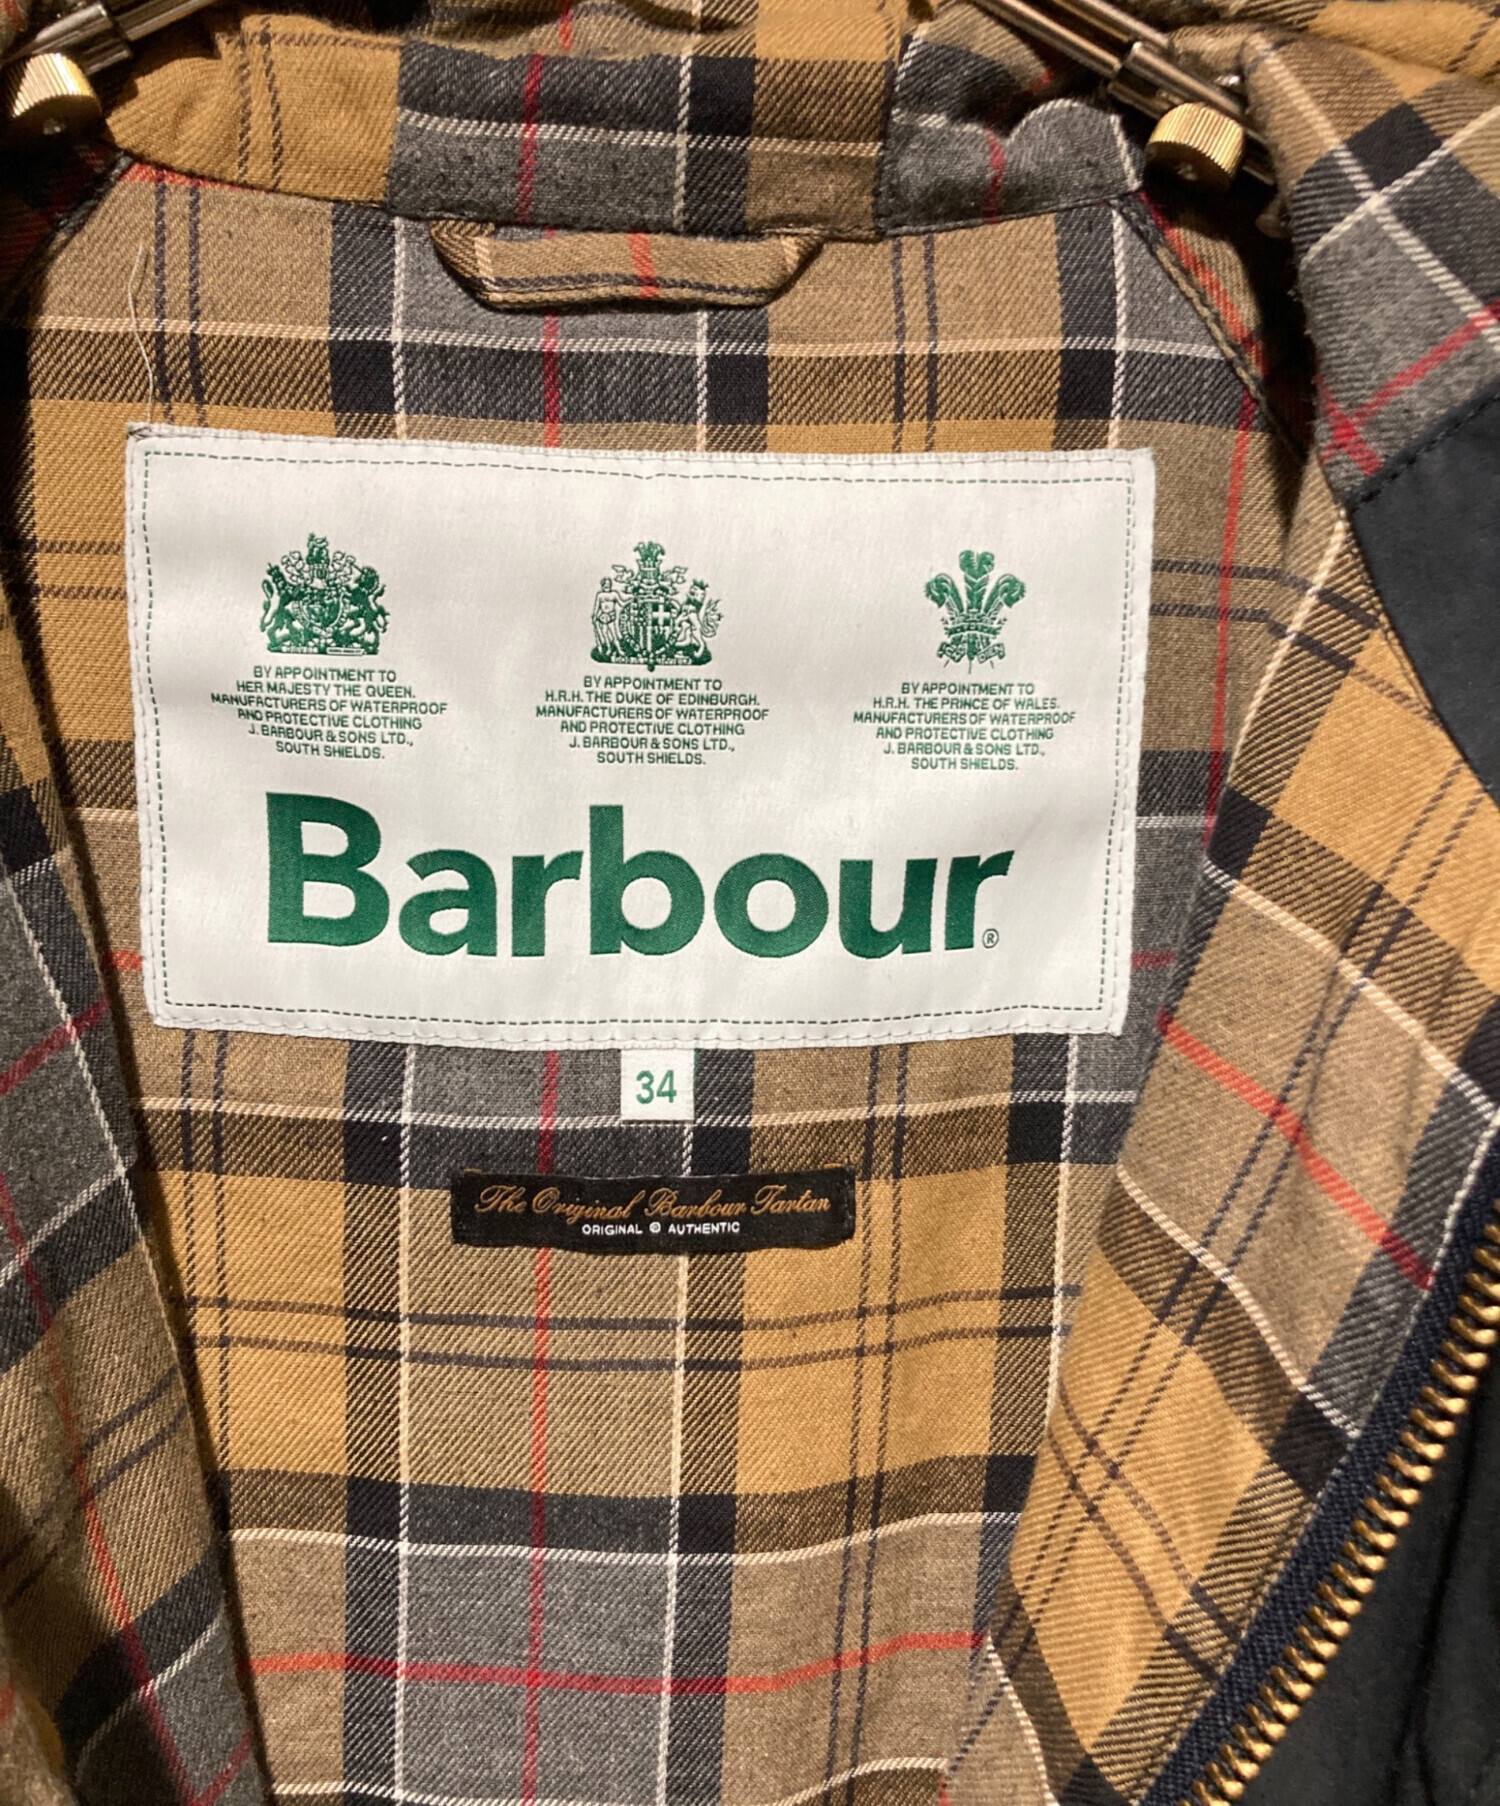 BY APPOINTMENT TO
HER MAJESTY THE QUEEN.
MANUFACTURERS OF WATERPROOF
AND PROTECTIVE CLOTHING
J. BARBOUR & SONS LTD.,
SOUTH SHIELDS.
BY APPOINTMENT TO
H.R.H. THE DUKE OF EDINBURGH.
MANUFACTURERS OF WATERPROOF
AND PROTECTIVE CLOTHING
J. BARBOUR & SONS LTD.,
SOUTH SHIELDS.
BY APPOINTMENT TO
H.R.H. THE PRINCE OF WALES.
MANUFACTURERS OF WATERPROOF
AND PROTECTIVE CLOTHING
J. BARBOUR & SONS LTD.,
SOUTH SHIELDS.
Barbour®
34
The Original Barbour Tartan
ORIGINAL © AUTHENTIC